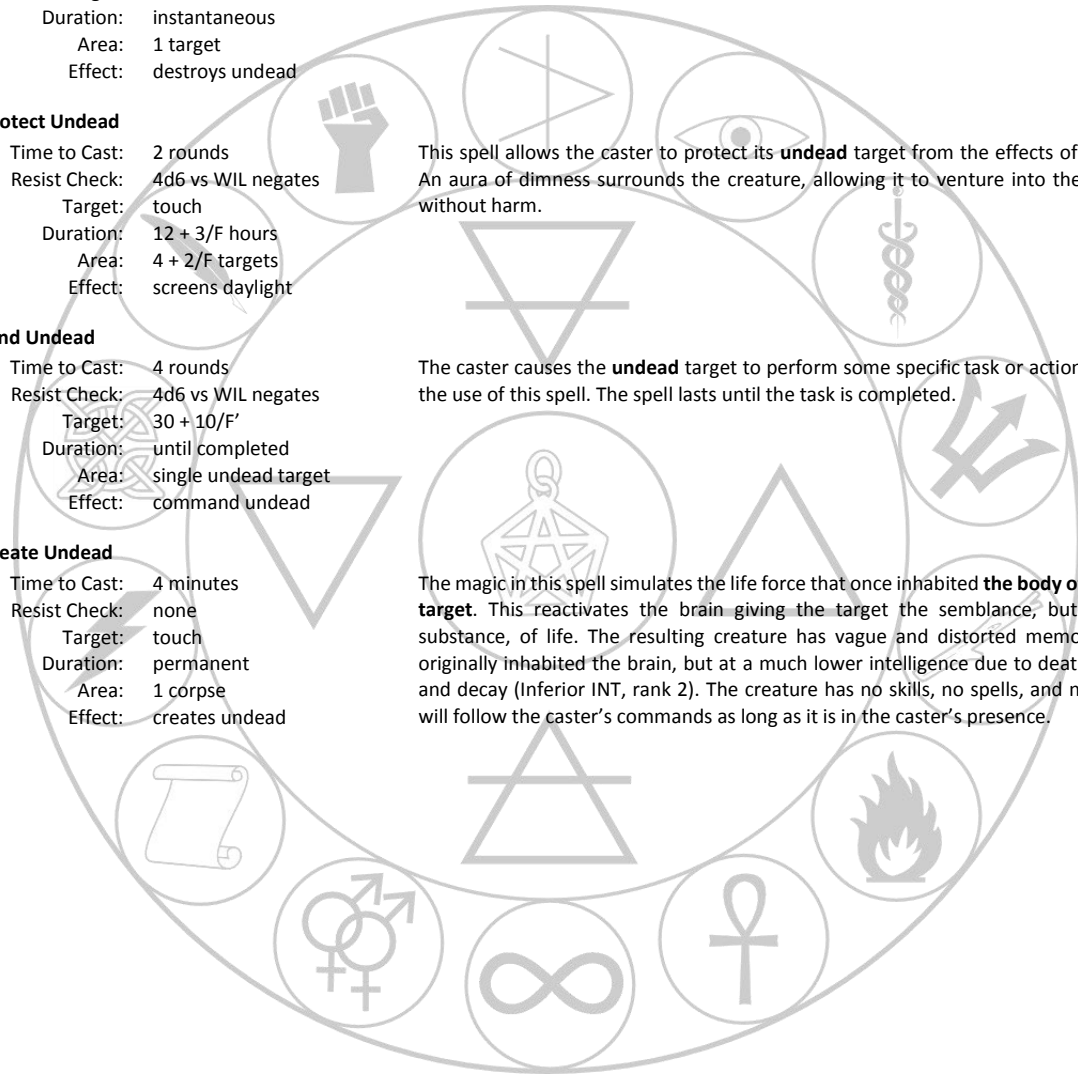 Duration: instantaneous
Area: 1 target
Effect: destroys undead
otect Undead
Time to Cast: 2 rounds This spell allows the caster to protect its undead target from the effects of
Resist Check: 4d6 vs WIL negates An aura of dimness surrounds the creature, allowing it to venture into the
Target: touch without harm.
Duration: 12 + 3/F hours
Area: 4 + 2/F targets
Effect: screens daylight
nd Undead
Time to Cast: 4 rounds The caster causes the undead target to perform some specific task or action
Resist Check: 4d6 vs WIL negates the use of this spell. The spell lasts until the task is completed.
Target: 30 + 10/F’
Duration: until completed
Area: single undead target
Effect: command undead
eate Undead
Time to Cast: 4 minutes The magic in this spell simulates the life force that once inhabited the body o
Resist Check: none target. This reactivates the brain giving the target the semblance, but
Target: touch substance, of life. The resulting creature has vague and distorted memo
Duration: permanent originally inhabited the brain, but at a much lower intelligence due to deat
Area: 1 corpse and decay (Inferior INT, rank 2). The creature has no skills, no spells, and n
Effect: creates undead will follow the caster’s commands as long as it is in the caster’s presence.